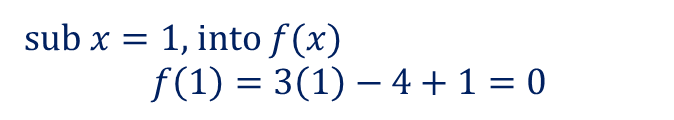 sub 𝑥 = 1, into 𝑓(𝑥)
𝑓(1) = 3(1) − 4 + 1 = 0